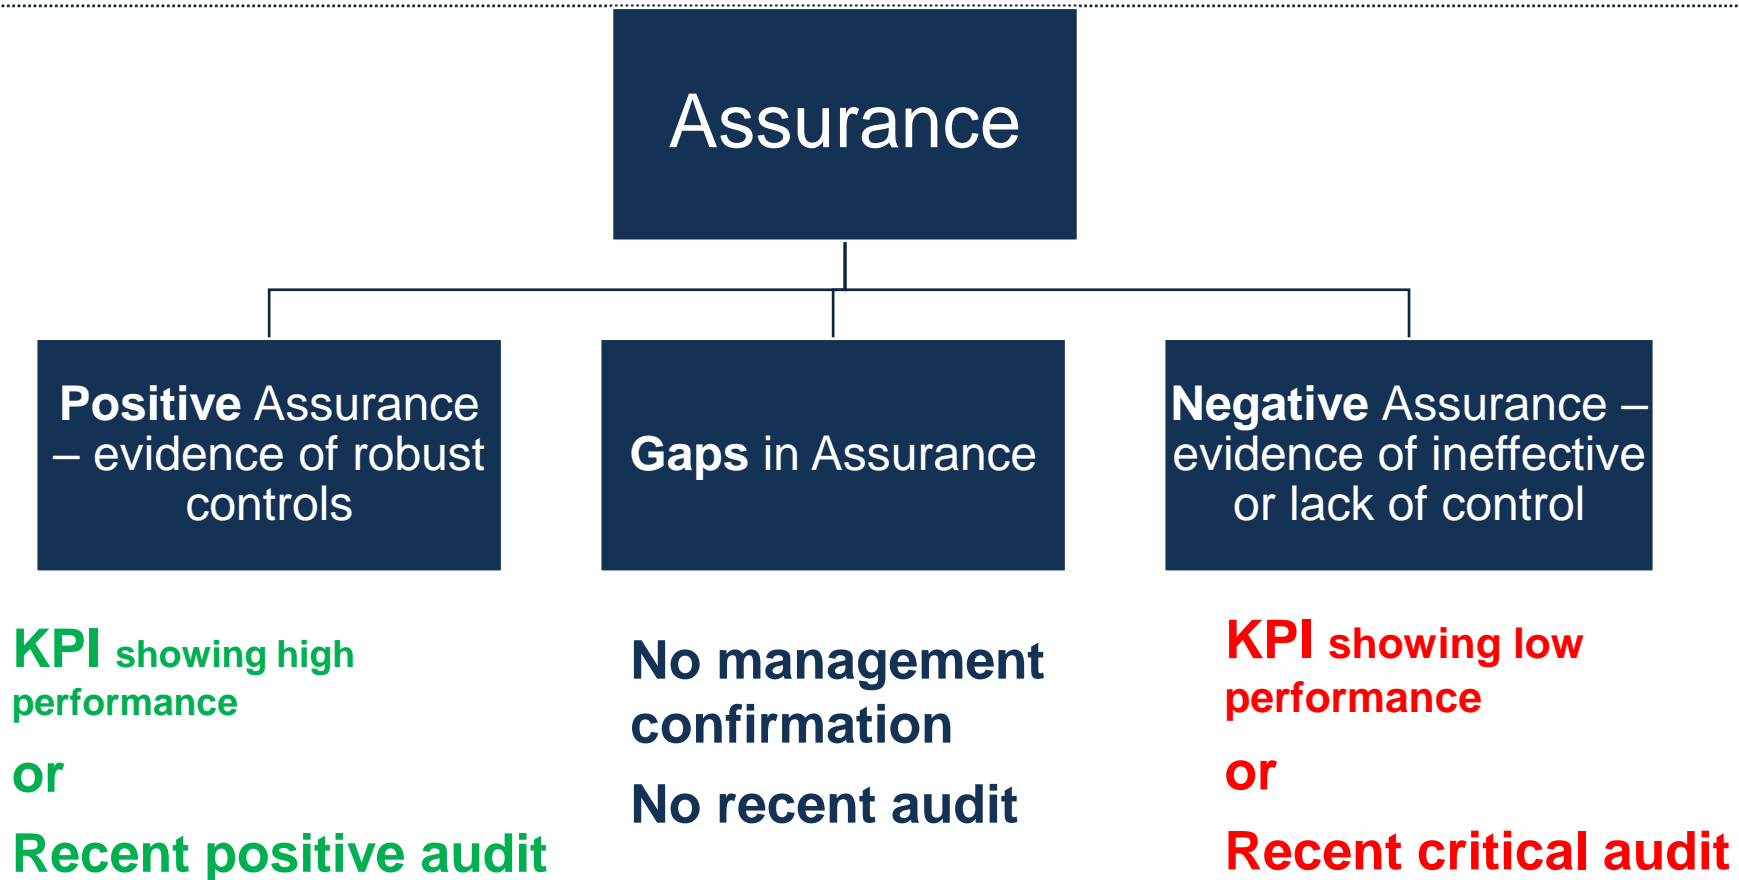 Assurance
Positive Assurance
– evidence of robust
controls
Gaps in Assurance
Negative Assurance –
evidence of ineffective
or lack of control
KPI showing high
performance
or
Recent positive audit
No management
confirmation
No recent audit
KPI showing low
performance
or
Recent critical audit